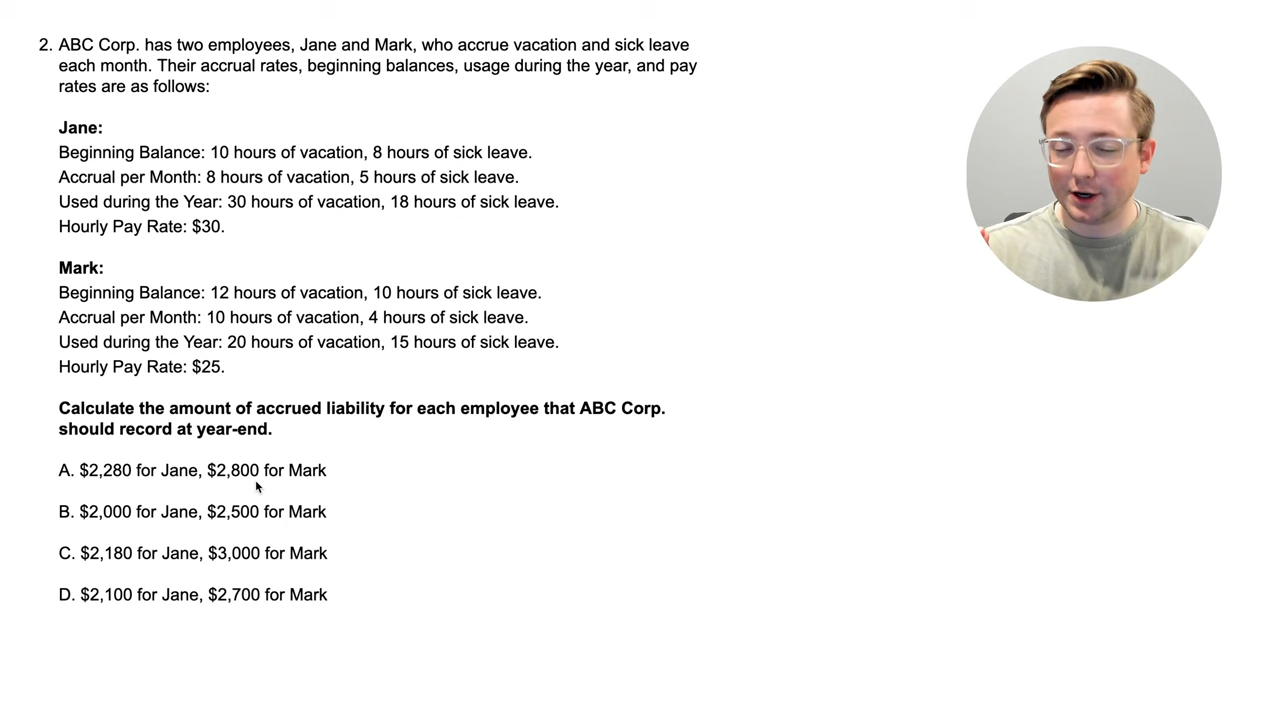 2. ABC Corp. has two employees, Jane and Mark, who accrue vacation and sick leave
each month. Their accrual rates, beginning balances, usage during the year, and pay
rates are as follows:
Jane:
Beginning Balance: 10 hours of vacation, 8 hours of sick leave.
Accrual per Month: 8 hours of vacation, 5 hours of sick leave.
Used during the Year: 30 hours of vacation, 18 hours of sick leave.
Hourly Pay Rate: $30.
Mark:
Beginning Balance: 12 hours of vacation, 10 hours of sick leave.
Accrual per Month: 10 hours of vacation, 4 hours of sick leave.
Used during the Year: 20 hours of vacation, 15 hours of sick leave.
Hourly Pay Rate: $25.
Calculate the amount of accrued liability for each employee that ABC Corp.
should record at year-end.
A. $2,280 for Jane, $2,800 for Mark
B. $2,000 for Jane, $2,500 for Mark
C. $2,180 for Jane, $3,000 for Mark
D. $2,100 for Jane, $2,700 for Mark